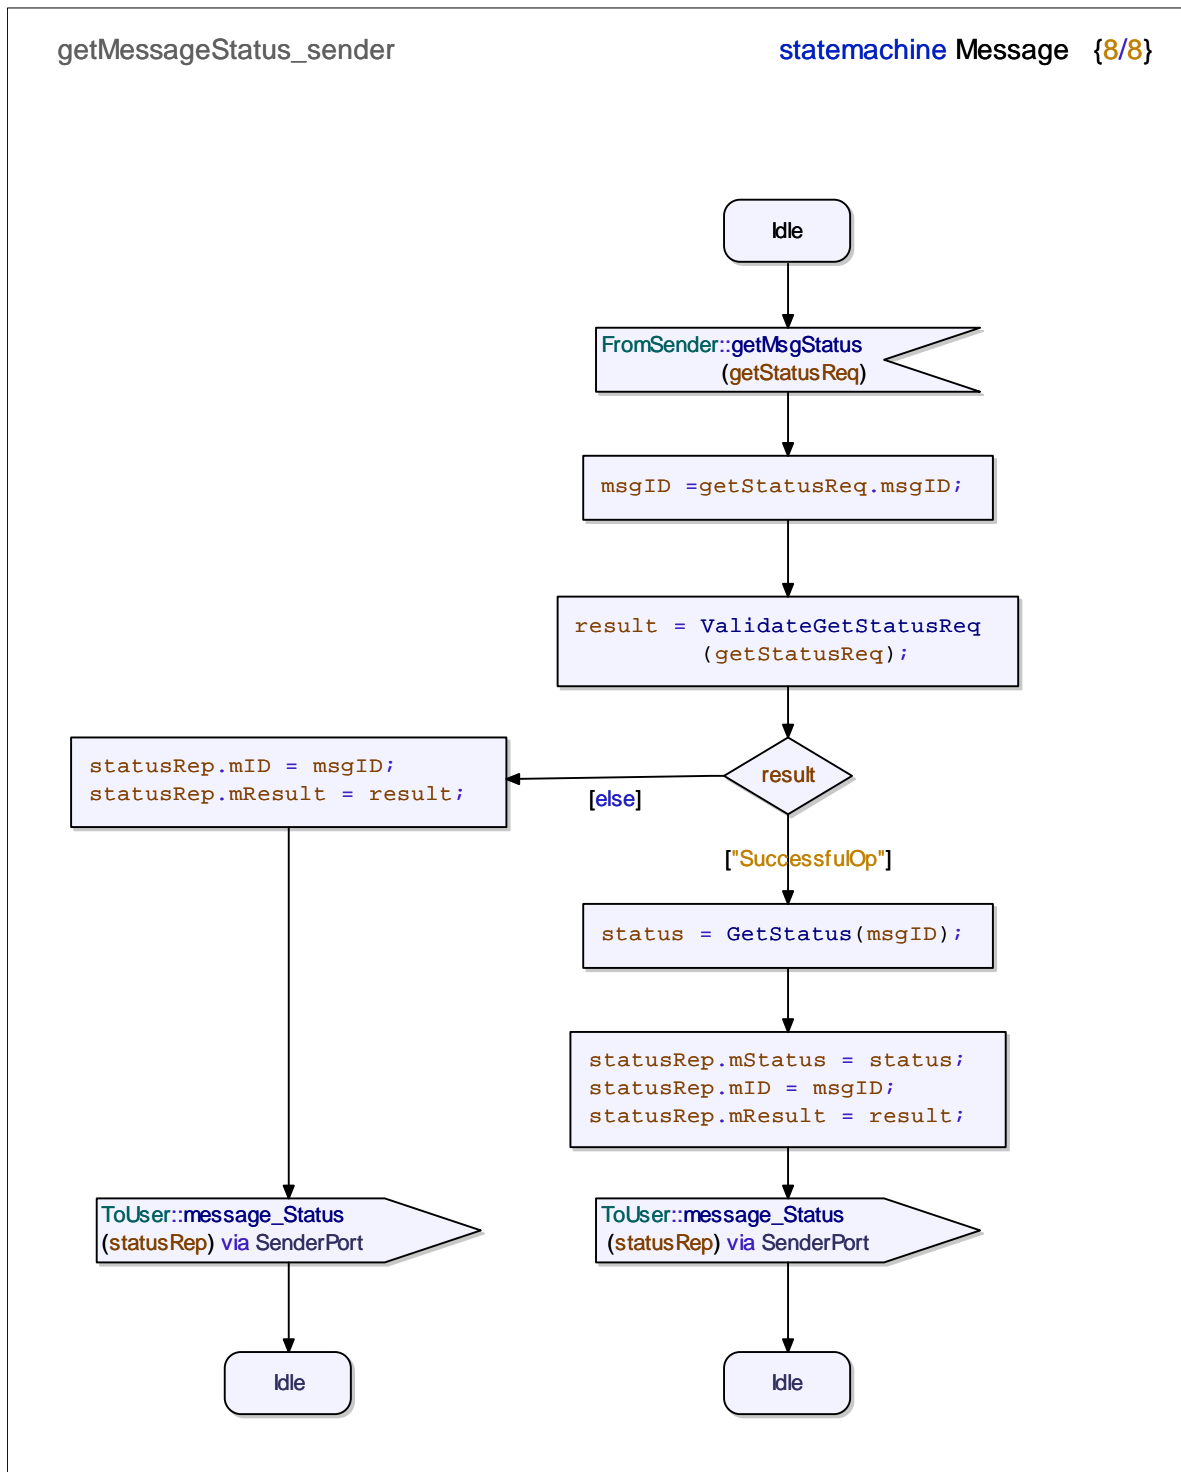 getMessageStatus_sender
statemachine Message {8/8}
Idle
FromSender::getMsgStatus
(getStatusReq)
msgID =getStatusReq.msgID;
result = ValidateGetStatusReq
(getStatusReq);
result
[else]
["SuccessfulOp"]
statusRep.mID = msgID;
statusRep.mResult = result;
status = GetStatus(msgID);
statusRep.mStatus = status;
statusRep.mID = msgID;
statusRep.mResult = result;
ToUser::message_Status
(statusRep) via SenderPort
ToUser::message_Status
(statusRep) via SenderPort
Idle
Idle